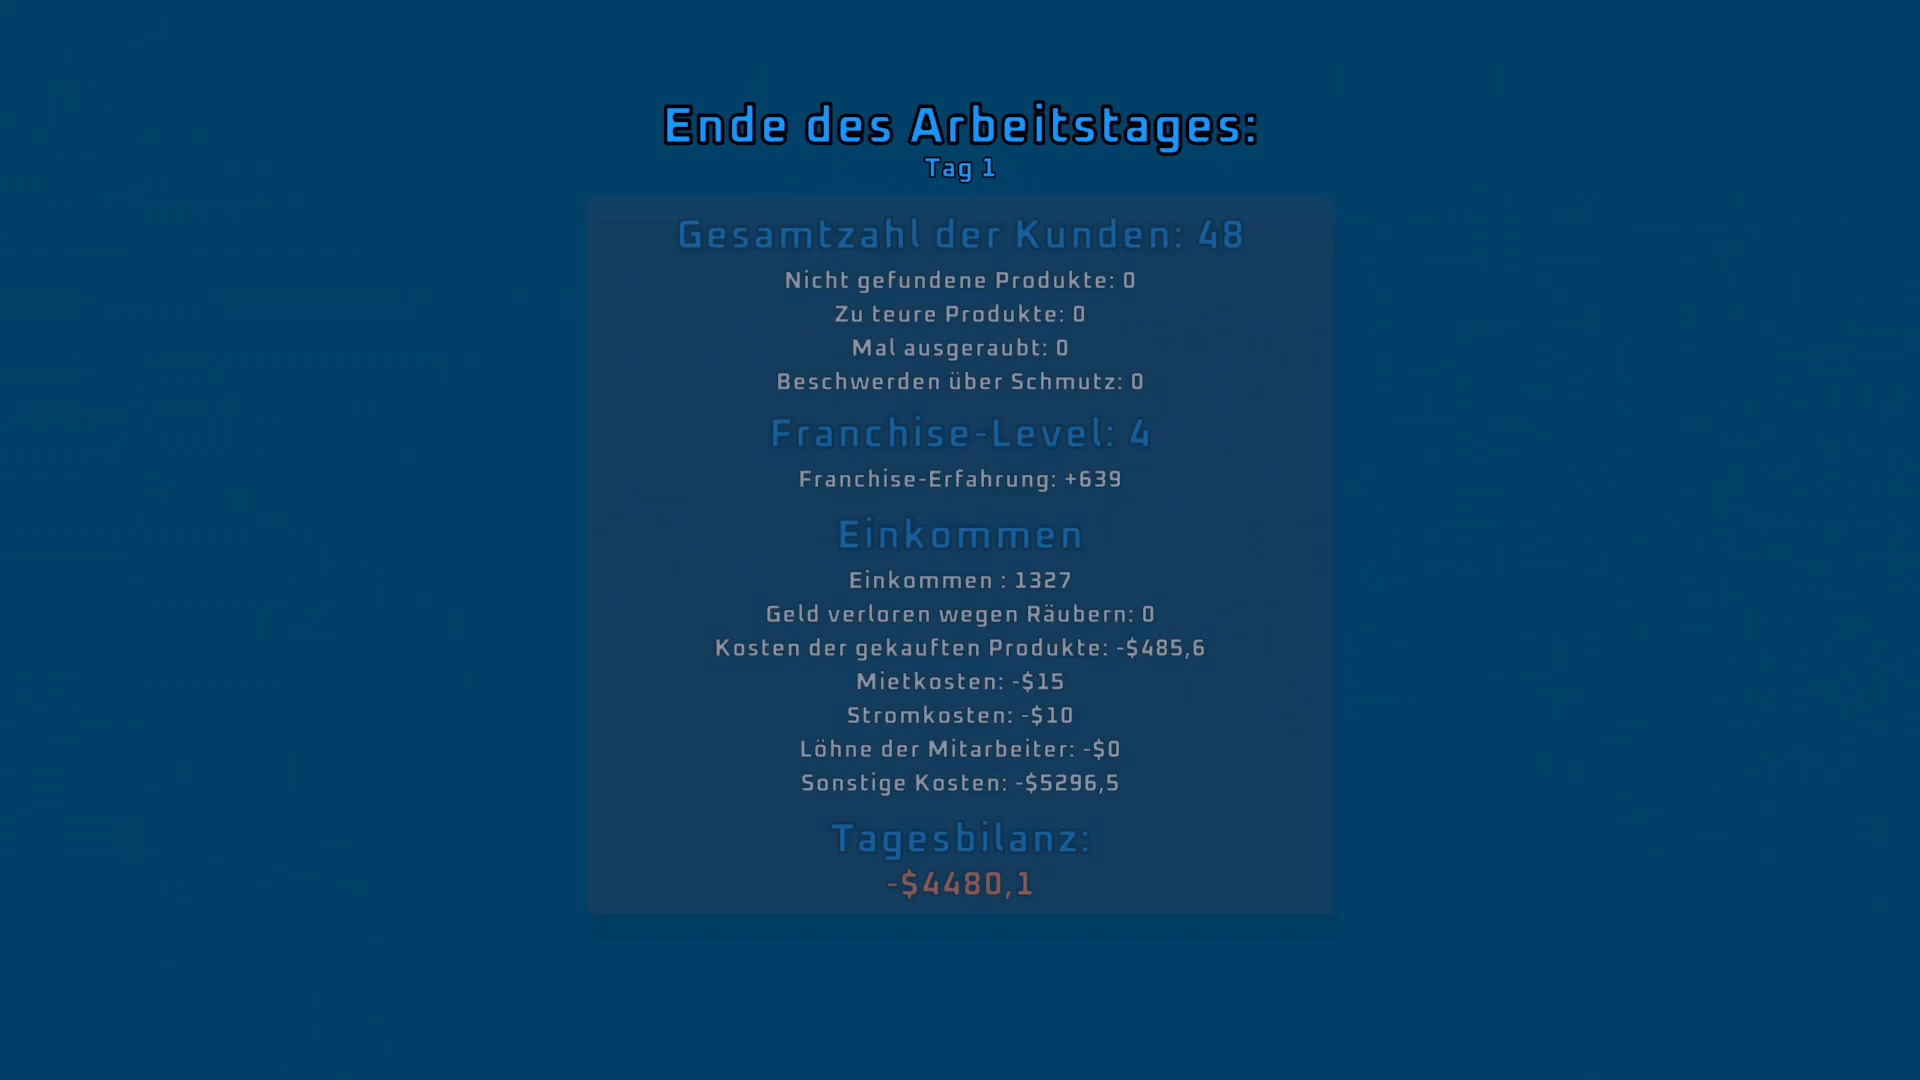 Ende des Arbeitstages:
Tag 1
Gesamtzahl der Kunden: 48
Nicht gefundene Produkte: 0
Zu teure Produkte: 0
Mal ausgeraubt: 0
Beschwerden über Schmutz: 0
Franchise-Level: 4
Franchise-Erfahrung: +639
Einkommen
Einkommen : 1327
Geld verloren wegen Räubern: 0
Kosten der gekauften Produkte: -$485,6
Mietkosten: -$15
Stromkosten: -$10
Löhne der Mitarbeiter: -$0
Sonstige Kosten: -$5296,5
Tagesbilanz:
-$4480,1